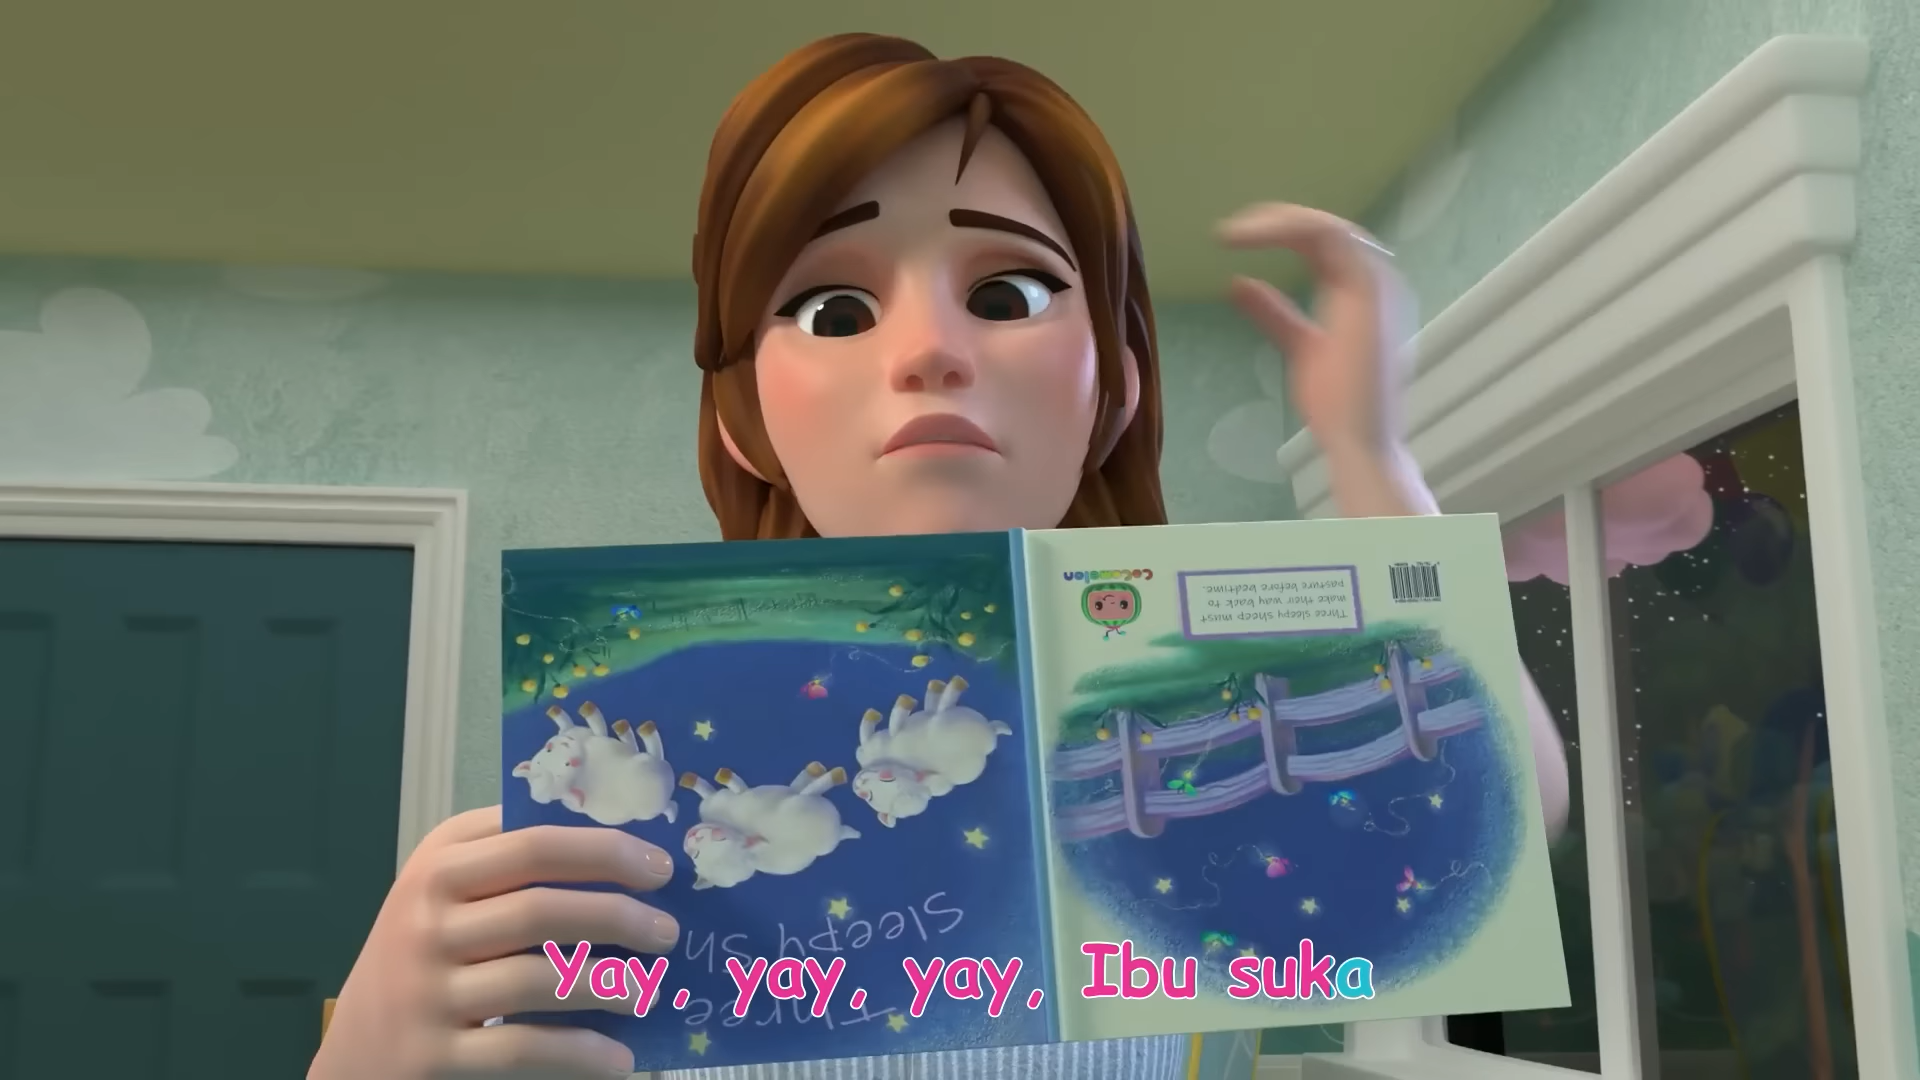 CoComelon
Three sleepy sheep must
make their way back to
pasture before bedtime.
Three
Sleepy Sh
Yay, yay, yay, Ibu suka